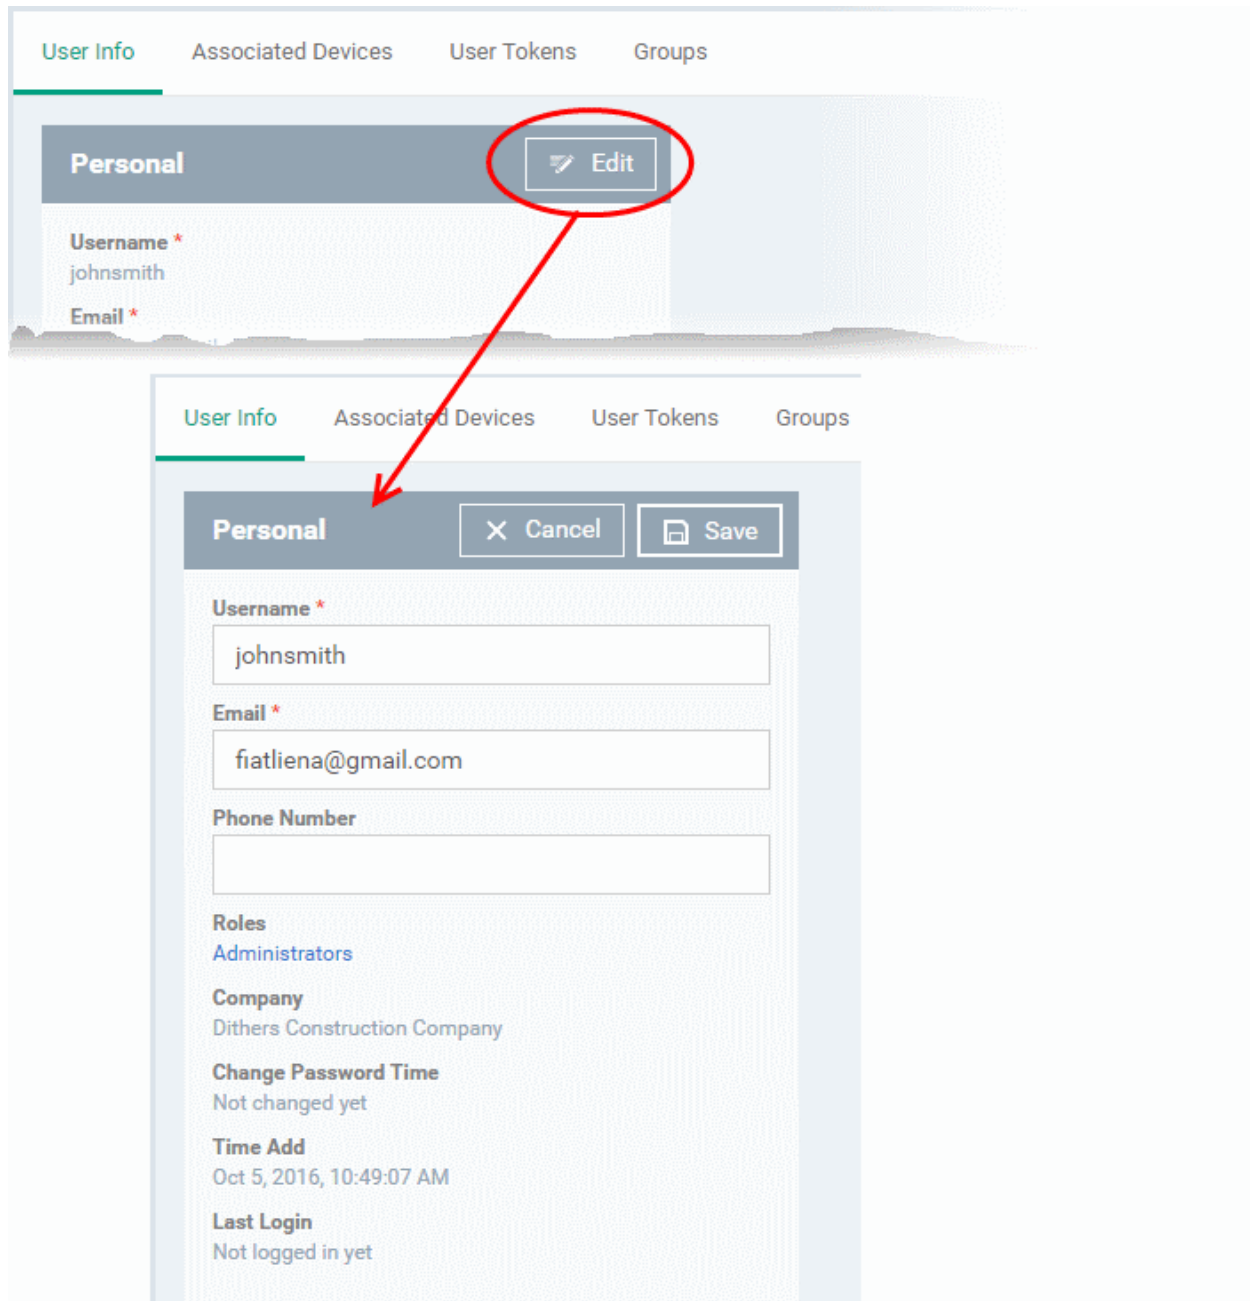 User Info Associated Devices User Tokens Groups
Personal Edit
Username *
johnsmith
Email *
User Info Associated Devices User Tokens Groups
Personal Cancel Save
Username *
johnsmith
Email *
fiatliena@gmail.com
Phone Number
Roles
Administrators
Company
Dithers Construction Company
Change Password Time
Not changed yet
Time Add
Oct 5, 2016, 10:49:07 AM
Last Login
Not logged in yet